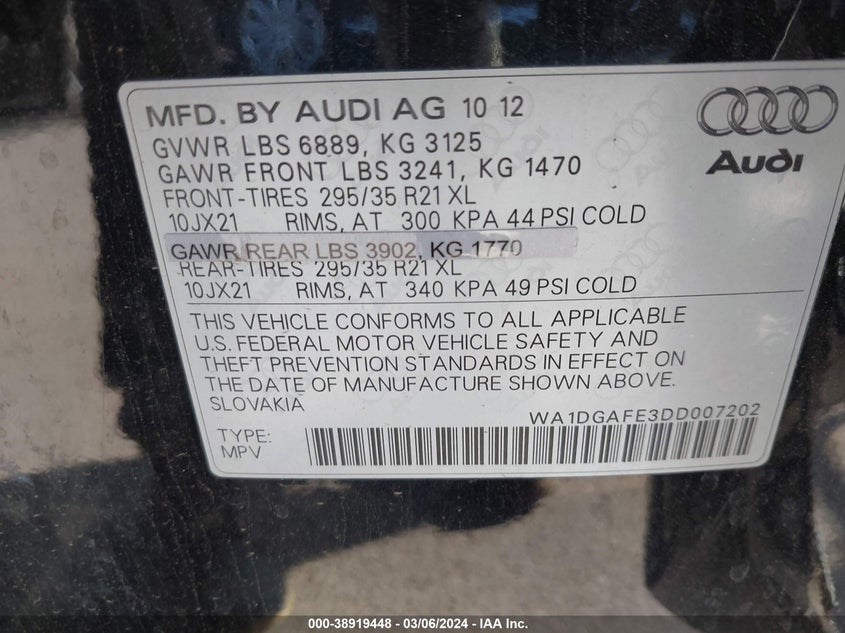 MFD. BY AUDI AG 10 12
GVWR LBS 6889, KG 3125
GAWR FRONT LBS 3241, KG 1470
FRONT-TIRES 295/35 R21 XL
10JX21 RIMS, AT 300 KPA 44 PSI COLD
GAWR REAR LBS 3902, KG 1770
REAR-TIRES 295/35 R21 XL
10JX21 RIMS, AT 340 KPA 49 PSI COLD
Audi
THIS VEHICLE CONFORMS TO ALL APPLICABLE
U.S. FEDERAL MOTOR VEHICLE SAFETY AND
THEFT PREVENTION STANDARDS IN EFFECT ON
THE DATE OF MANUFACTURE SHOWN ABOVE.
SLOVAKIA
WA1DGAFE3DD007202
TYPE:
MPV
000-38919448 - 03/06/2024 - IAA Inc.